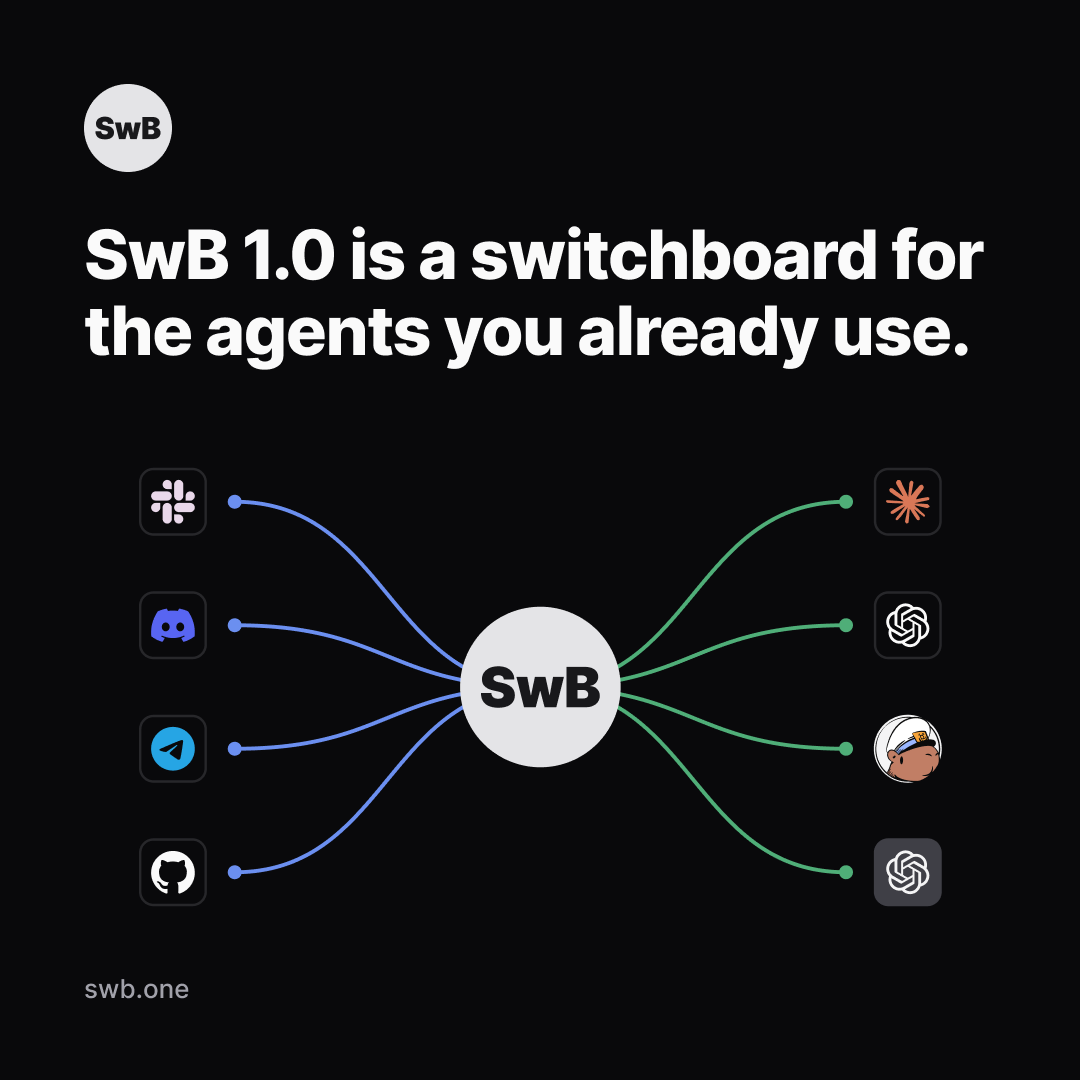 SwB
SwB 1.0 is a switchboard for
the agents you already use.
SwB
swb.one